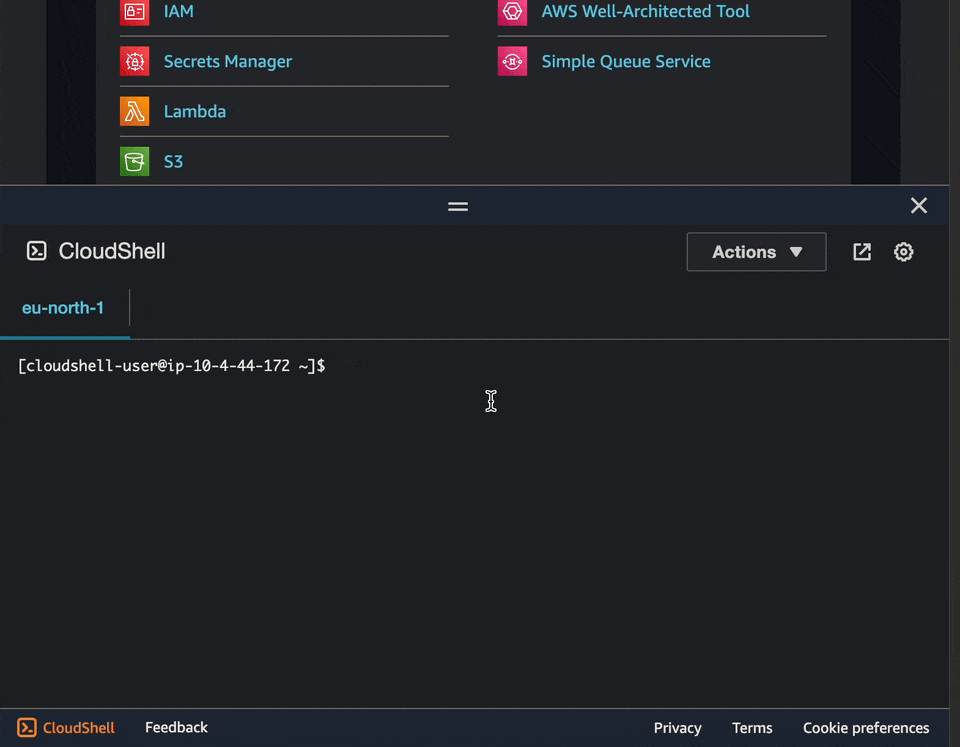 IAM
AWS Well-Architected Tool
Secrets Manager
Simple Queue Service
Lambda
S3
CloudShell
Actions
eu-north-1
[cloudshell-user@ip-10-4-44-172 ~]$
CloudShell
Feedback
Privacy
Terms
Cookie preferences